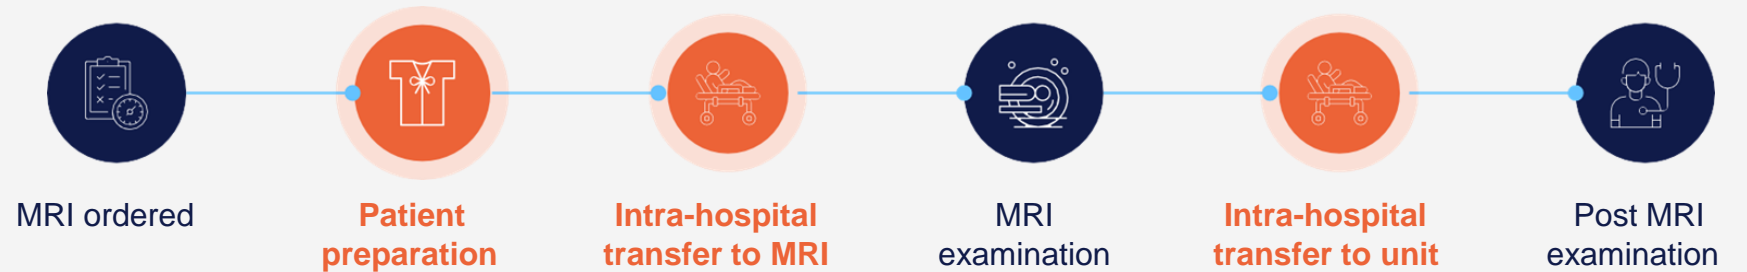 MRI ordered
Patient
preparation
Intra-hospital
transfer to MRI
MRI
examination
Intra-hospital
transfer to unit
Post MRI
examination